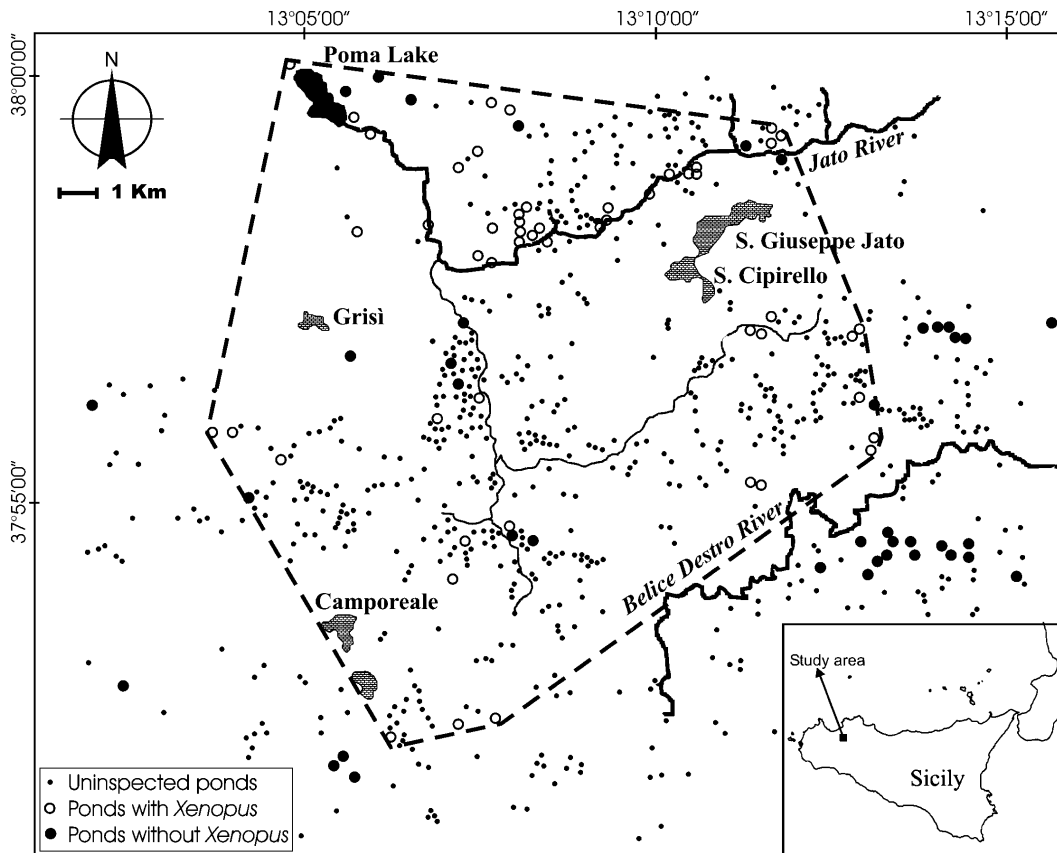 13°05'00" 13°10'00" 13°15'00"
38°00'00"
37°55'00"
N
1 Km
Poma Lake
Jato River
S. Giuseppe Jato
S. Cipirello
Grisì
Belice Destro River
Camporeale
Uninspected ponds
Ponds with Xenopus
Ponds without Xenopus
Study area
Sicily